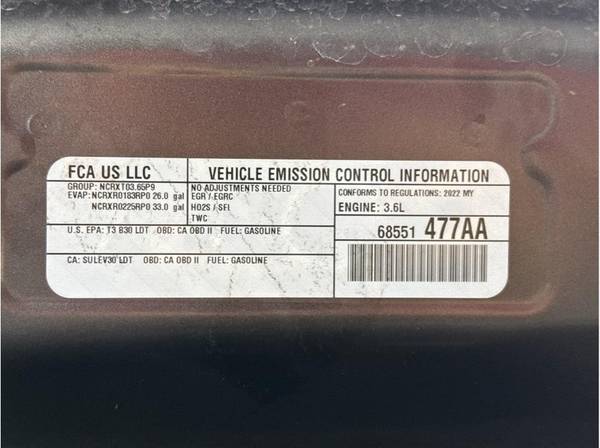 FCA US LLC
VEHICLE EMISSION CONTROL INFORMATION
GROUP: NCRXT03.65P9
EVAP: NCRXR0183RP0 26.0 gal
NCRXR0225RP0 33.0 gal
NO ADJUSTMENTS NEEDED
EGR / EGRC
HO2S / SFI
TWC
CONFORMS TO REGULATIONS: 2022 MY
ENGINE: 3.6L
U.S. EPA: T3 B30 LDT OBD: CA OBD II FUEL: GASOLINE
CA: SULEV30 LDT OBD: CA OBD II FUEL: GASOLINE
68551 477AA